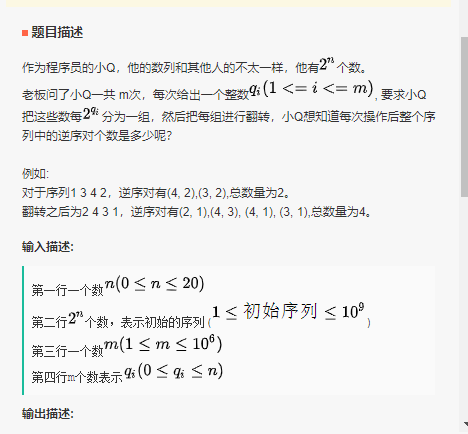 题目描述
作为程序员的小Q，他的数列和其他人的不太一样，他有2^n个数。
老板问了小Q一共 m次，每次给出一个整数q_i(1 <= i <= m), 要求小Q
把这些数每2^{q_i}分为一组，然后把每组进行翻转，小Q想知道每次操作后整个序
列中的逆序对个数是多少呢？
例如:
对于序列1 3 4 2，逆序对有(4, 2),(3, 2),总数量为2。
翻转之后为2 4 3 1，逆序对有(2, 1),(4, 3), (4, 1), (3, 1),总数量为4。
输入描述:
第一行一个数n(0 ≤ n ≤ 20)
第二行2^n个数，表示初始的序列(1 ≤ 初始序列 ≤ 10^9)
第三行一个数m(1 ≤ m ≤ 10^6)
第四行m个数表示q_i(0 ≤ q_i ≤ n)
输出描述: